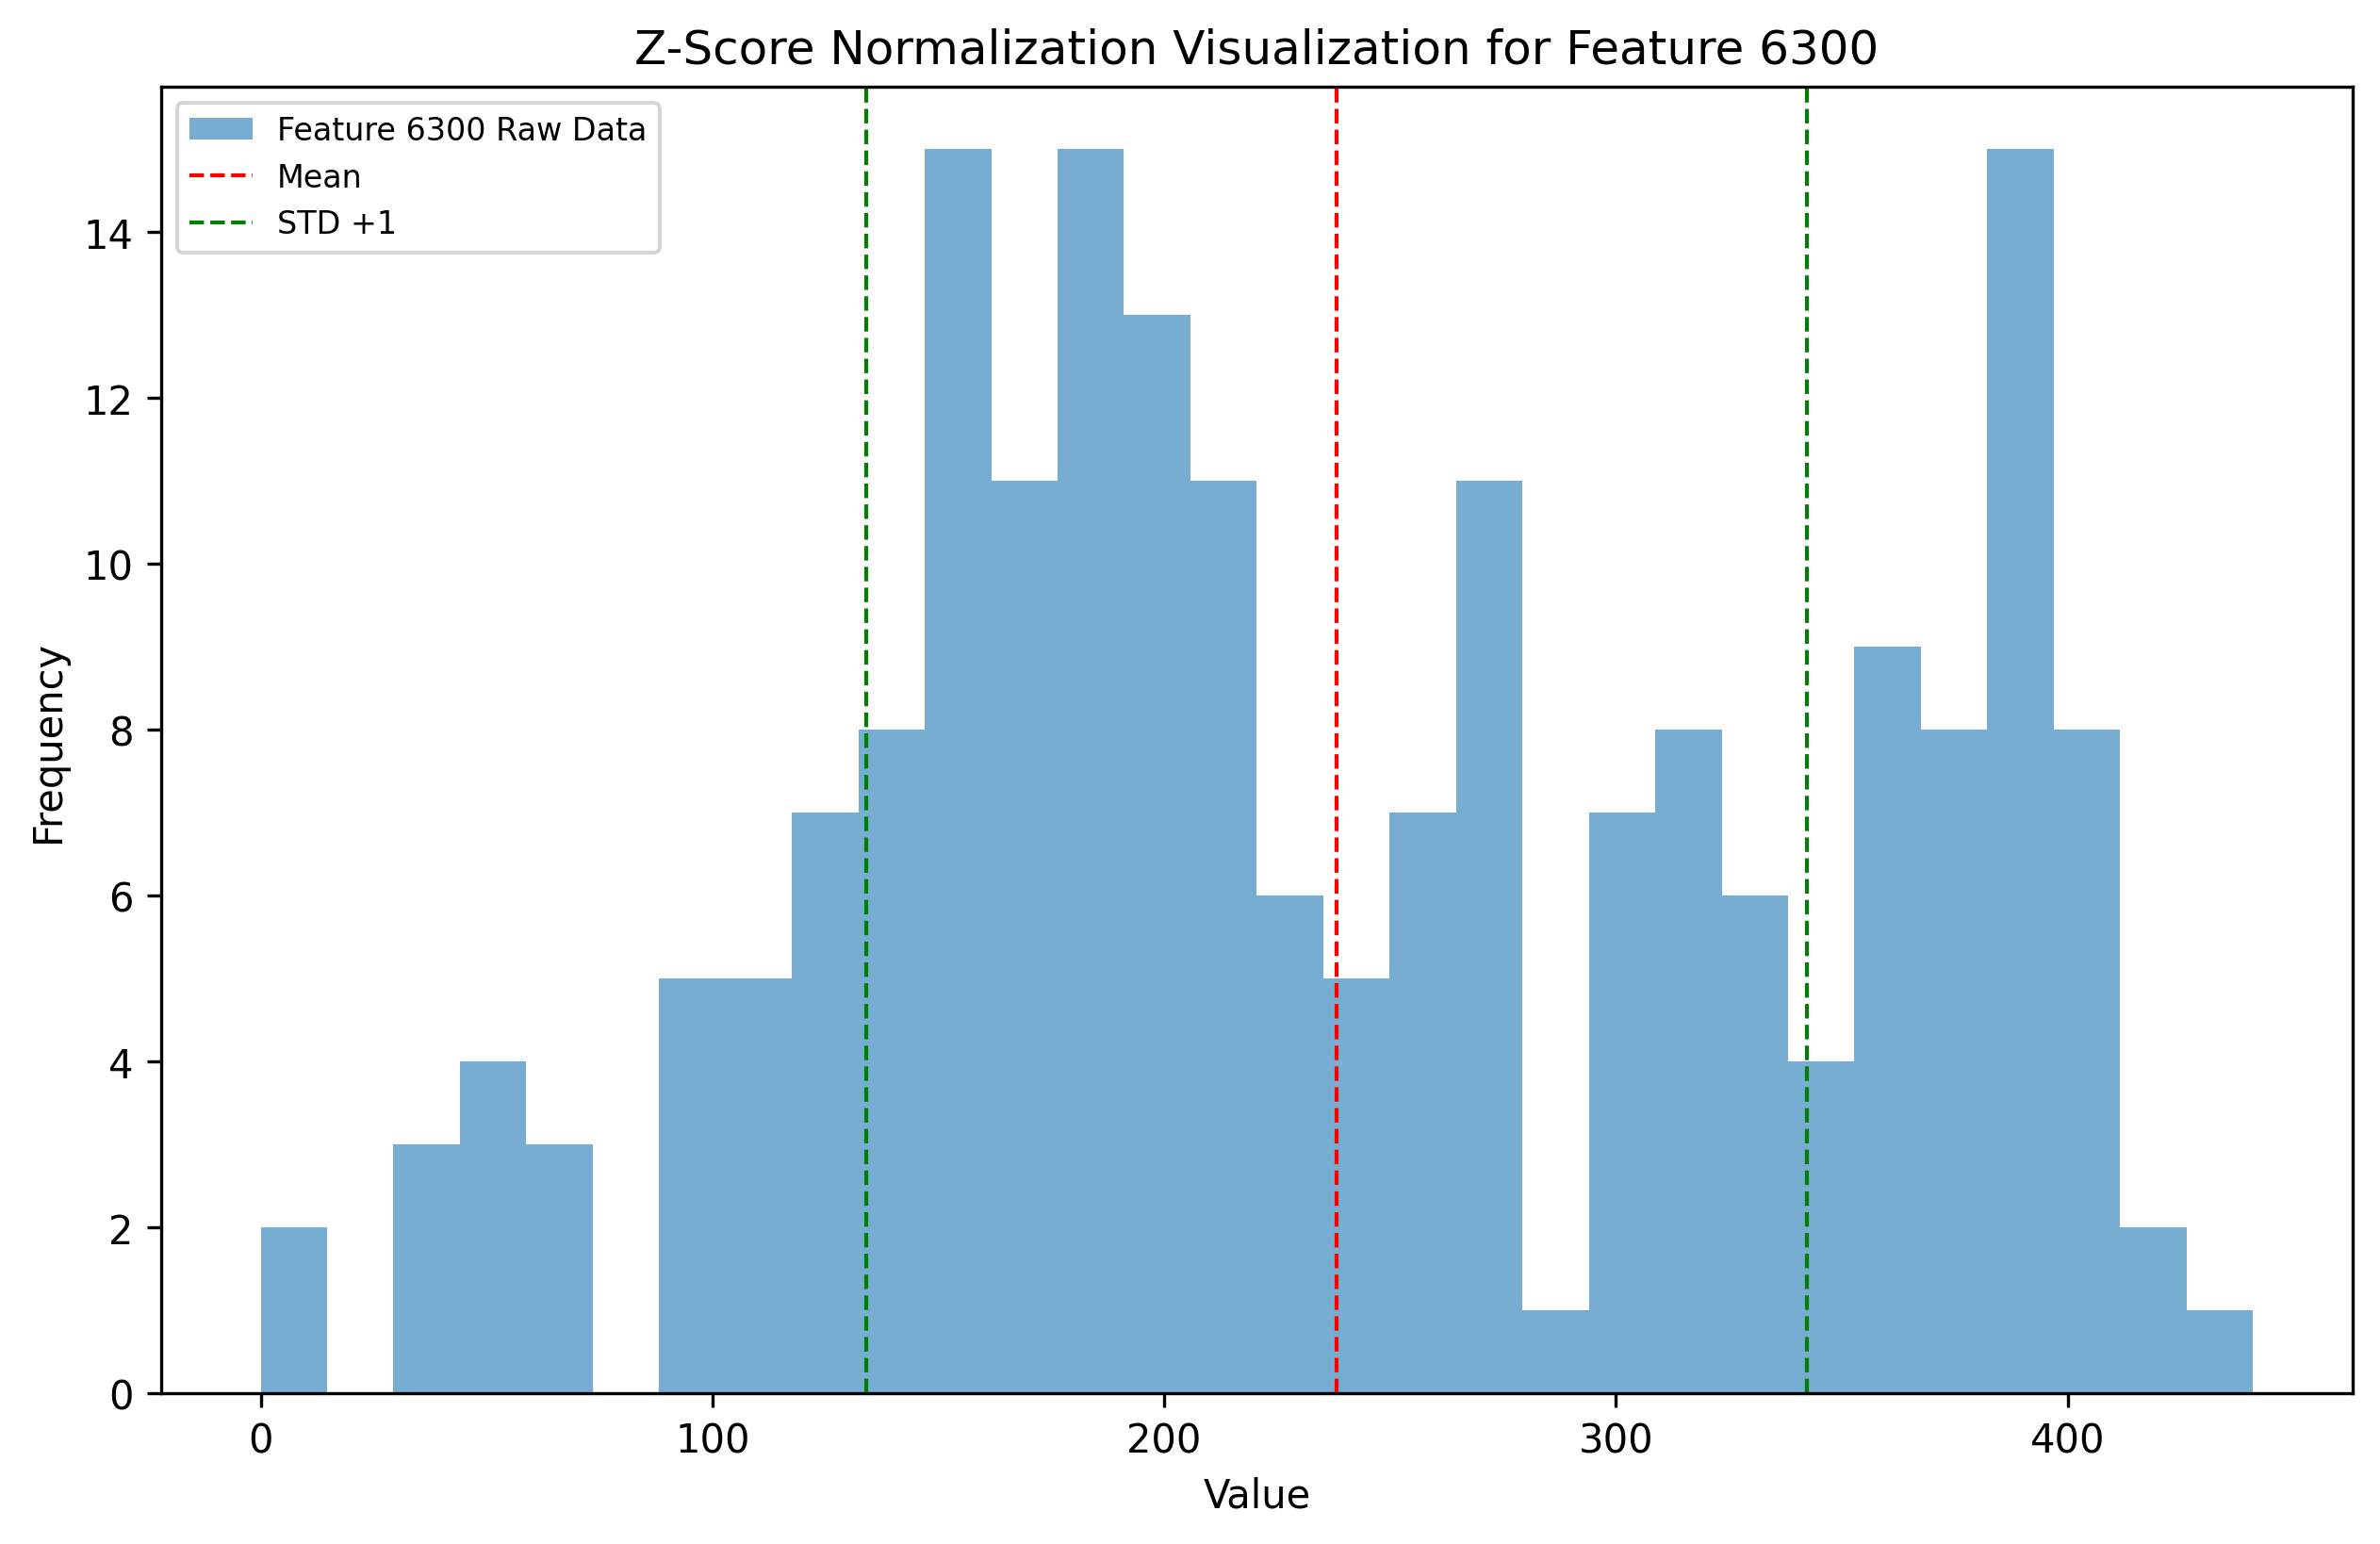 Z-Score Normalization Visualization for Feature 6300
Feature 6300 Raw Data
Mean
STD +1
14
12
10
8
6
4
2
0
Frequency
0 100 200 300 400
Value